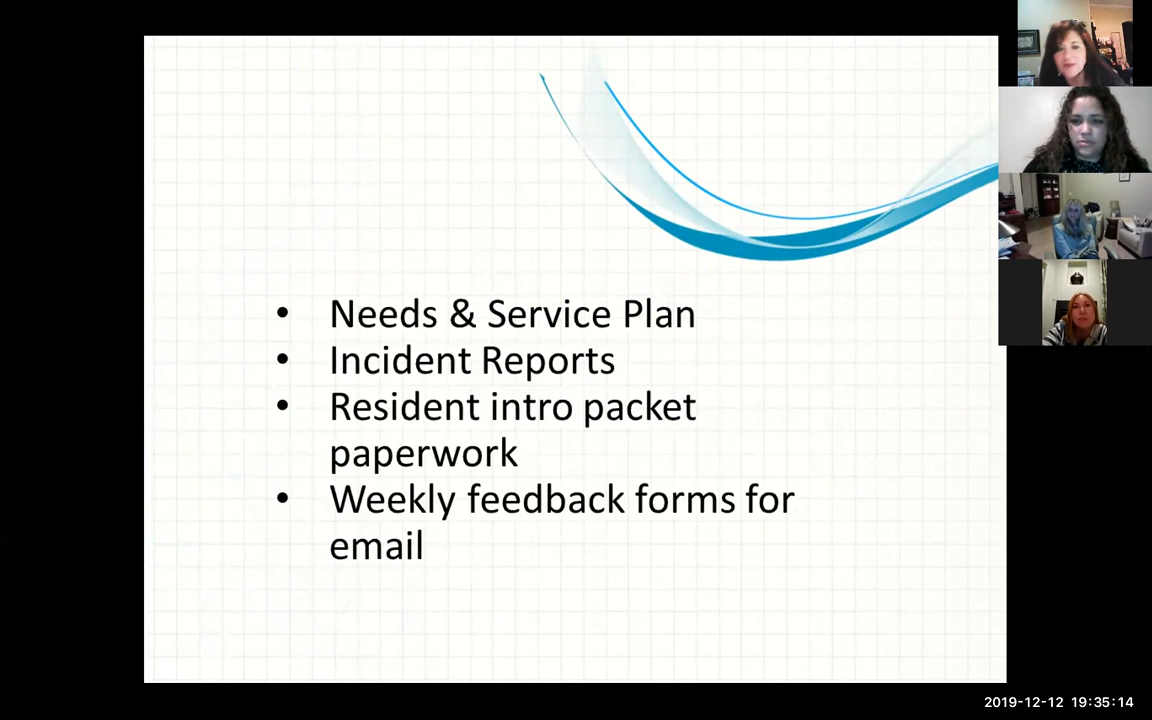 • Needs & Service Plan
• Incident Reports
• Resident intro packet
paperwork
• Weekly feedback forms for
email
2019-12-12 19:35:14